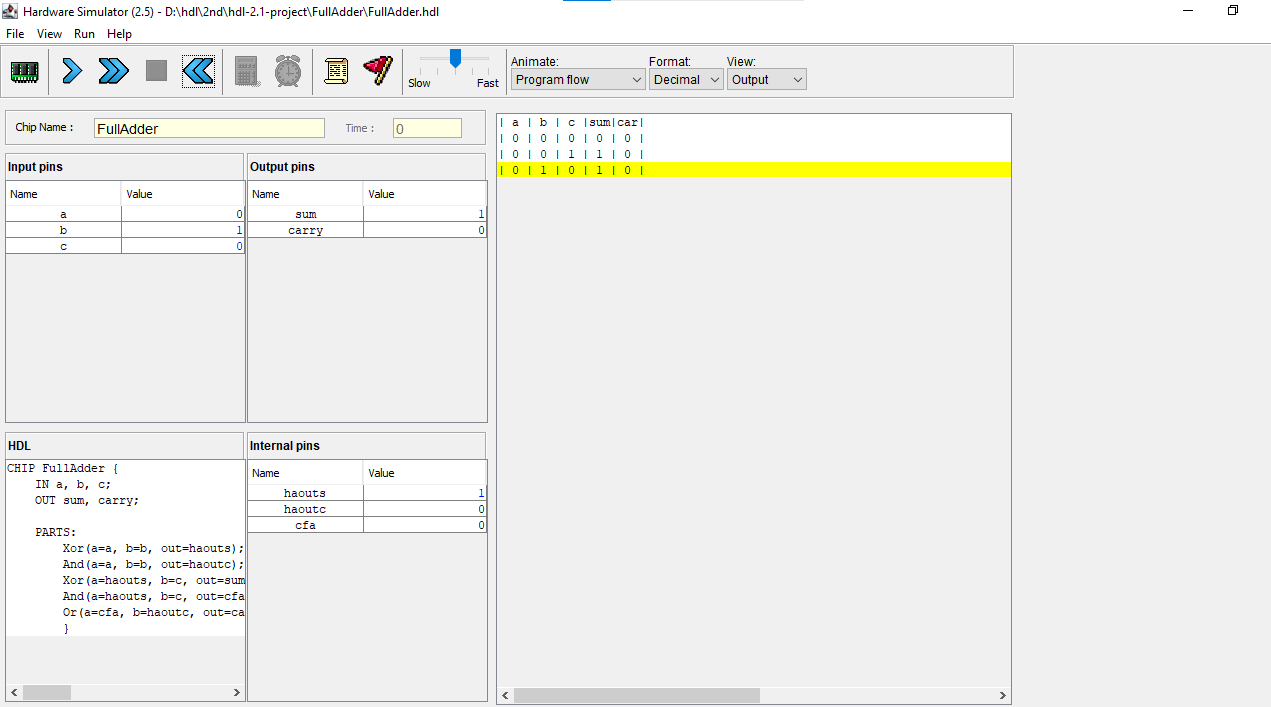 Hardware Simulator (2.5) - D:\hdl\2nd\hdl-2.1-project\FullAdder\FullAdder.hdl
File View Run Help
Slow Fast
Animate: Format: View:
Program flow Decimal Output
Chip Name : FullAdder Time : 0
Input pins
Name Value
a 0
b 1
c 0
Output pins
Name Value
sum 1
carry 0
HDL
CHIP FullAdder {
IN a, b, c;
OUT sum, carry;
PARTS:
Xor(a=a, b=b, out=haouts);
And(a=a, b=b, out=haoutc);
Xor(a=haouts, b=c, out=sum
And(a=haouts, b=c, out=cfa
Or(a=cfa, b=haoutc, out=ca
}
Internal pins
Name Value
haouts 1
haoutc 0
cfa 0
| a | b | c |sum|car|
| 0 | 0 | 0 | 0 | 0 |
| 0 | 0 | 1 | 1 | 0 |
| 0 | 1 | 0 | 1 | 0 |